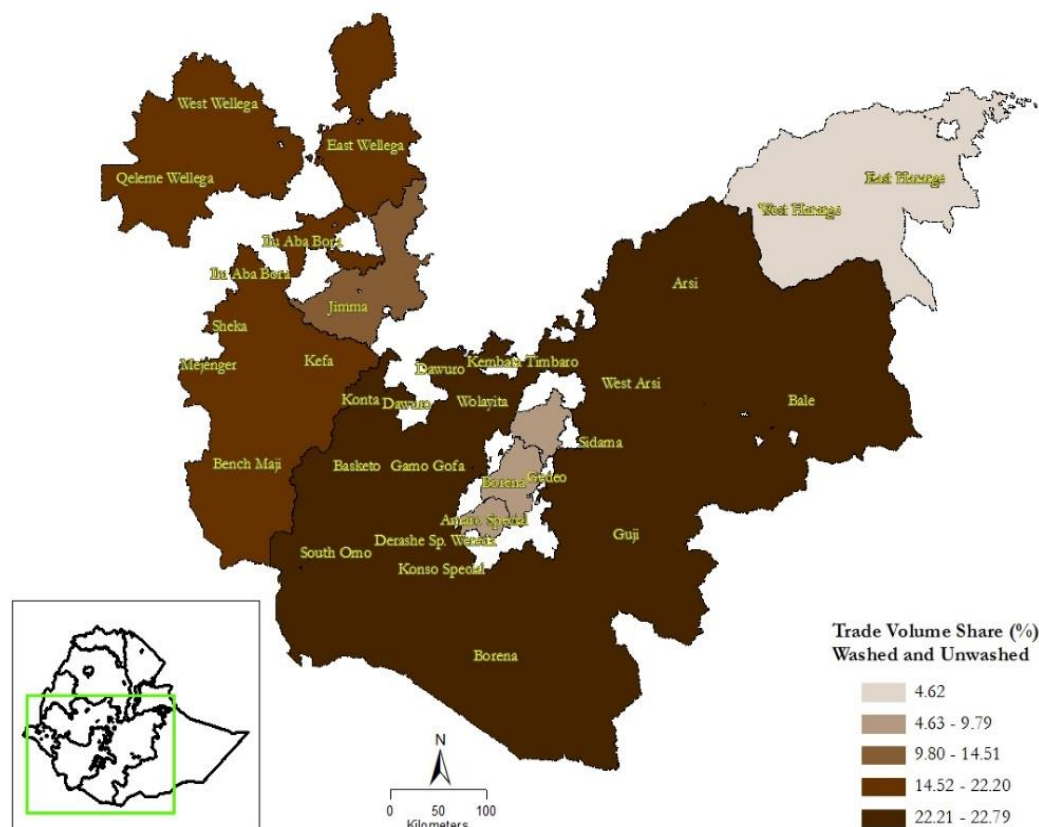 West Wellega
East Wellega
Qeleme Wellega
East Hararge
West Hararge
Ilu Aba Bora
Ilu Aba Bora
Arsi
Jimma
Sheka
Mejenger
Kefa
Dawuro
Kembata Timbaro
West Arsi
Konta
Dawuro
Wolayita
Bale
Sidama
Bench Maji
Basketo
Gamo Gofa
Borena
Gedeo
Amaro Special
Derashe Sp. Wereda
Guji
South Omo
Konso Special
Borena
Trade Volume Share (%)
Washed and Unwashed
4.62
4.63 - 9.79
9.80 - 14.51
14.52 - 22.20
22.21 - 22.79
N
0 50 100
Kilometers